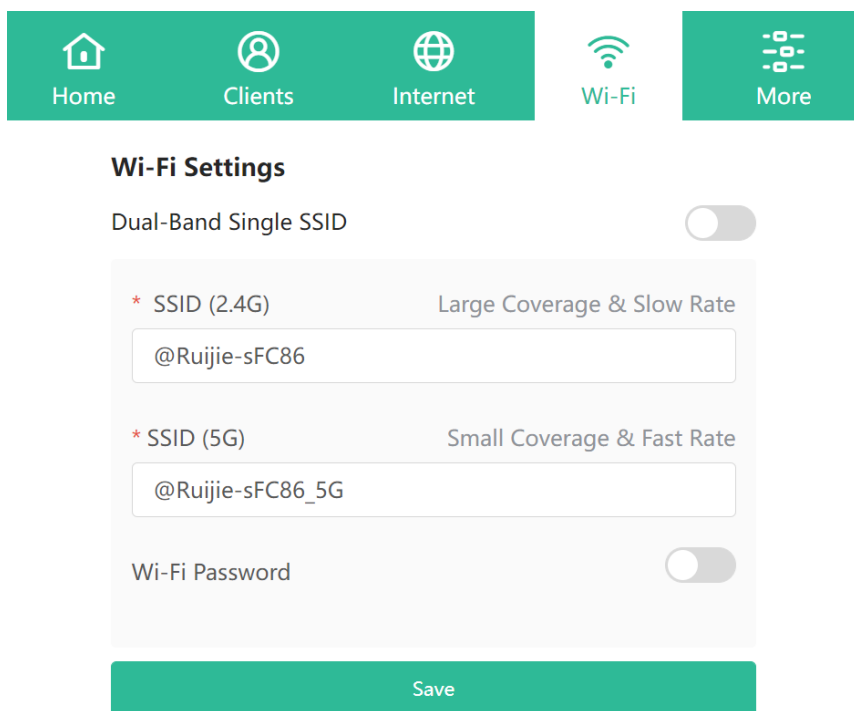 Home Clients Internet Wi-Fi More
Wi-Fi Settings
Dual-Band Single SSID
* SSID (2.4G) Large Coverage & Slow Rate
@Ruijie-sFC86
* SSID (5G) Small Coverage & Fast Rate
@Ruijie-sFC86_5G
Wi-Fi Password
Save